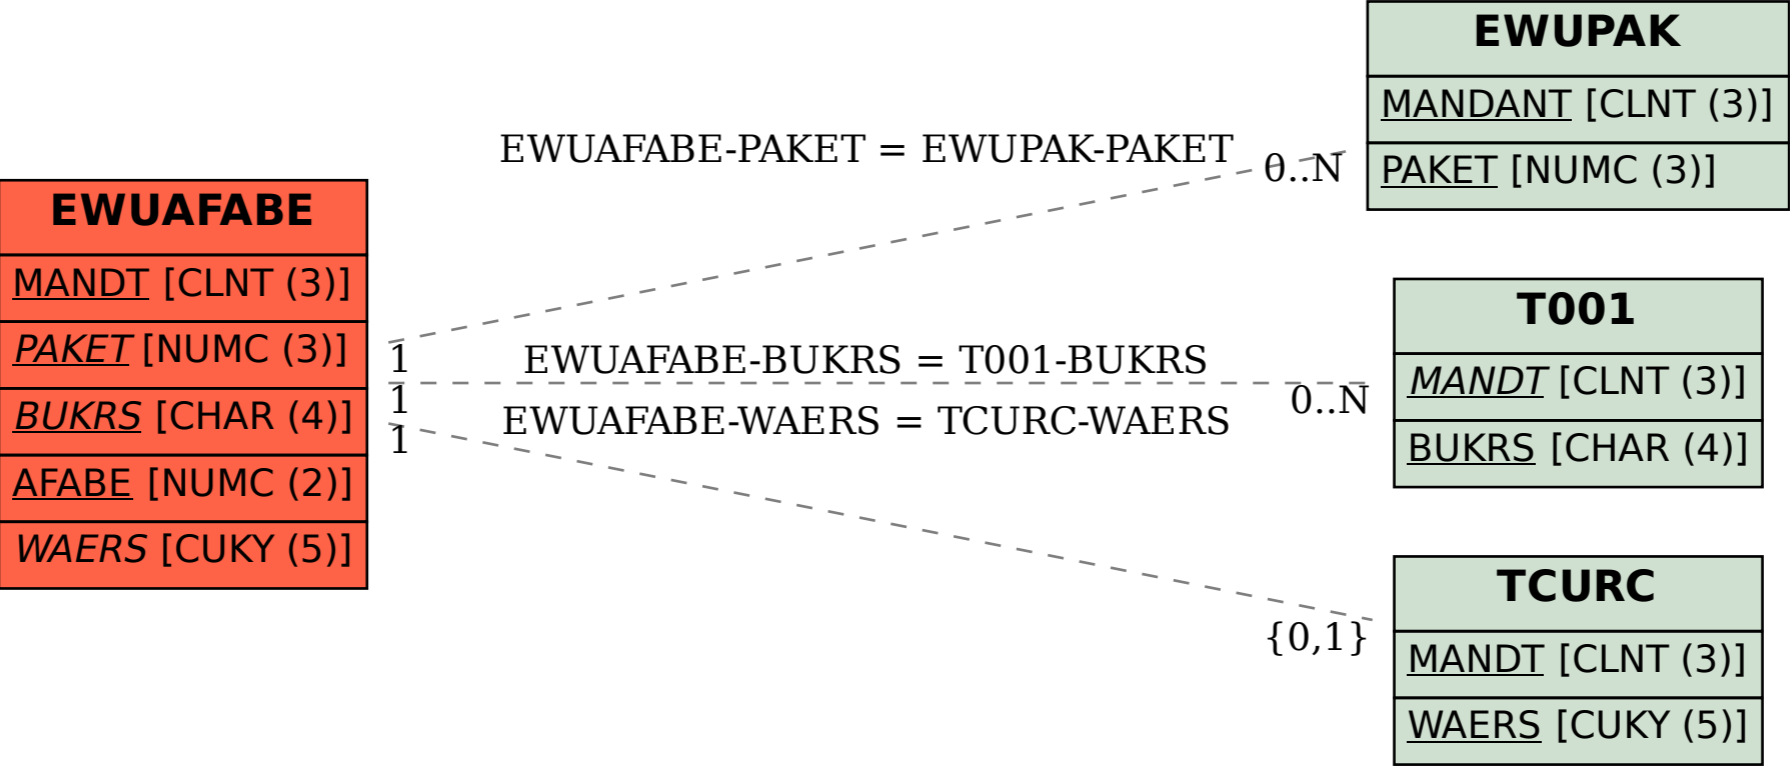 EWUAFABE
MANDT [CLNT (3)]
PAKET [NUMC (3)]
BUKRS [CHAR (4)]
AFABE [NUMC (2)]
WAERS [CUKY (5)]
EWUAFABE-PAKET = EWUPAK-PAKET
0..N
1
EWUAFABE-BUKRS = T001-BUKRS
1
0..N
EWUAFABE-WAERS = TCURC-WAERS
1
{0,1}
EWUPAK
MANDANT [CLNT (3)]
PAKET [NUMC (3)]
T001
MANDT [CLNT (3)]
BUKRS [CHAR (4)]
TCURC
MANDT [CLNT (3)]
WAERS [CUKY (5)]